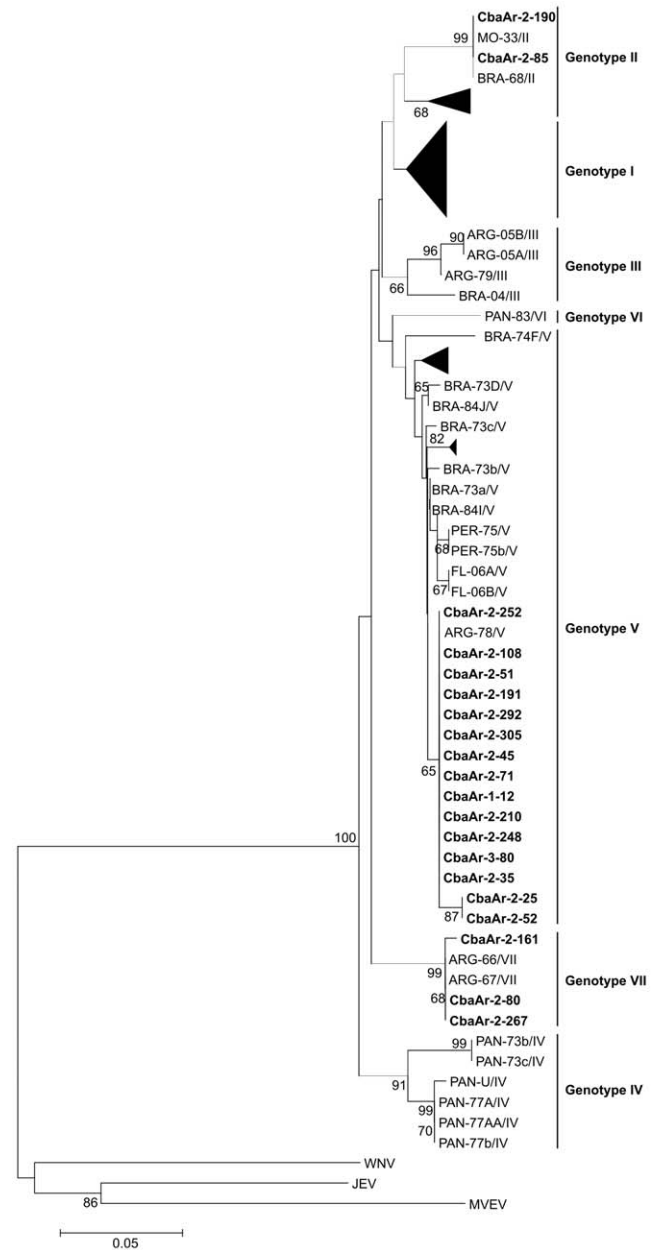 CbaAr-2-190
99
MO-33/II
CbaAr-2-85
Genotype II
BRA-68/II
68
Genotype I
90
ARG-05B/III
96
ARG-05A/III
Genotype III
ARG-79/III
66
BRA-04/III
PAN-83/VI
Genotype VI
BRA-74F/V
65
BRA-73D/V
BRA-84J/V
BRA-73c/V
82
BRA-73b/V
BRA-73a/V
BRA-84I/V
PER-75/V
68
PER-75b/V
FL-06A/V
67
FL-06B/V
CbaAr-2-252
Genotype V
ARG-78/V
CbaAr-2-108
CbaAr-2-51
CbaAr-2-191
CbaAr-2-292
CbaAr-2-305
CbaAr-2-45
65
CbaAr-2-71
CbaAr-1-12
CbaAr-2-210
100
CbaAr-2-248
CbaAr-3-80
CbaAr-2-35
CbaAr-2-25
87
CbaAr-2-52
CbaAr-2-161
ARG-66/VII
99
ARG-67/VII
Genotype VII
68
CbaAr-2-80
CbaAr-2-267
99
PAN-73b/IV
PAN-73c/IV
91
PAN-U/IV
Genotype IV
99
PAN-77A/IV
PAN-77AA/IV
70
PAN-77b/IV
WNV
JEV
86
MVEV
0.05